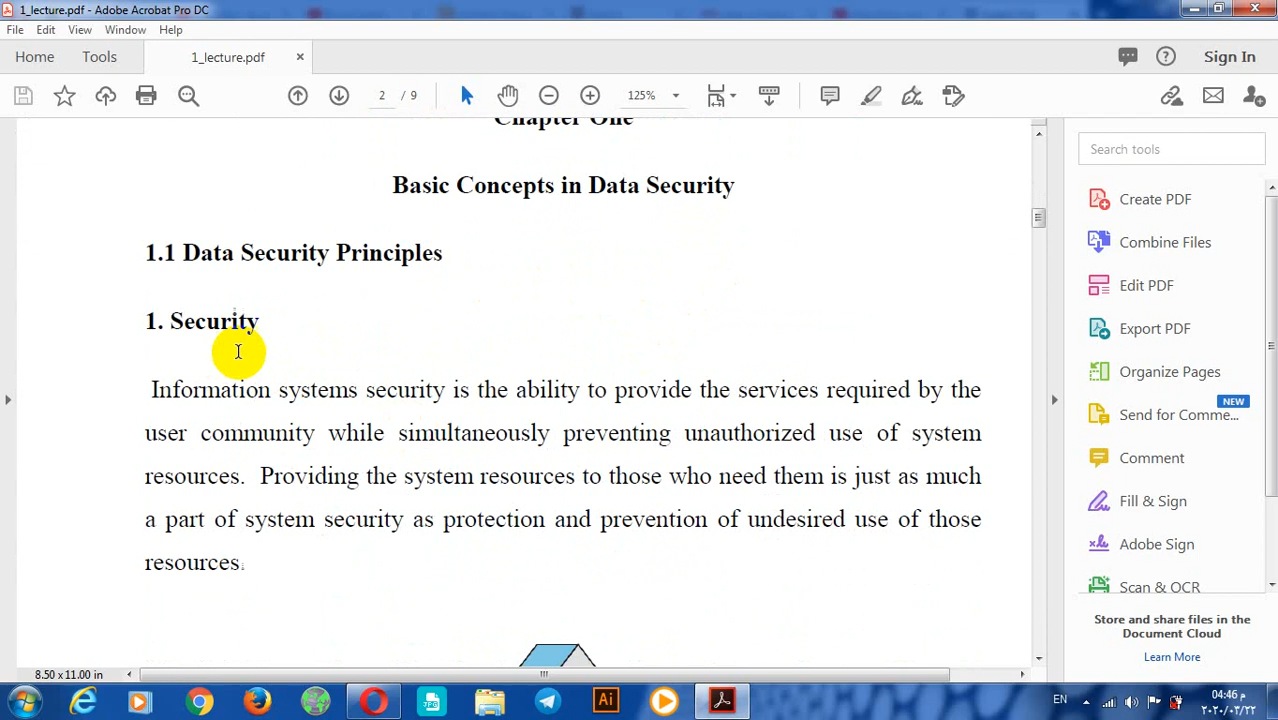 1_lecture.pdf - Adobe Acrobat Pro DC
File Edit View Window Help
Home Tools 1_lecture.pdf × Sign In
2 / 9 125%
Chapter One
Basic Concepts in Data Security
1.1 Data Security Principles
1. Security
Information systems security is the ability to provide the services required by the
user community while simultaneously preventing unauthorized use of system
resources. Providing the system resources to those who need them is just as much
a part of system security as protection and prevention of undesired use of those
resources.
Search tools
Create PDF
Combine Files
Edit PDF
Export PDF
Organize Pages
NEW
Send for Comme...
Comment
Fill & Sign
Adobe Sign
Scan & OCR
Store and share files in the
Document Cloud
Learn More
8.50 x 11.00 in
JPG
Ai
EN
04:46 م
٢٠٢٠/٠٣/٢٢